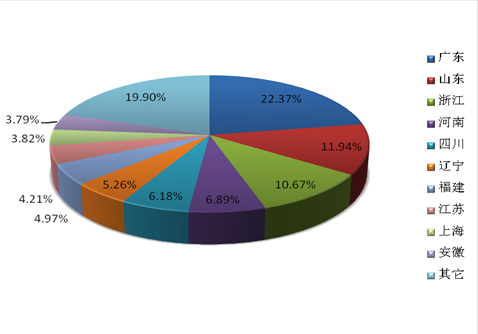 19.90%
22.37%
11.94%
10.67%
6.89%
6.18%
5.26%
4.97%
4.21%
3.82%
3.79%
广东
山东
浙江
河南
四川
辽宁
福建
江苏
上海
安徽
其它